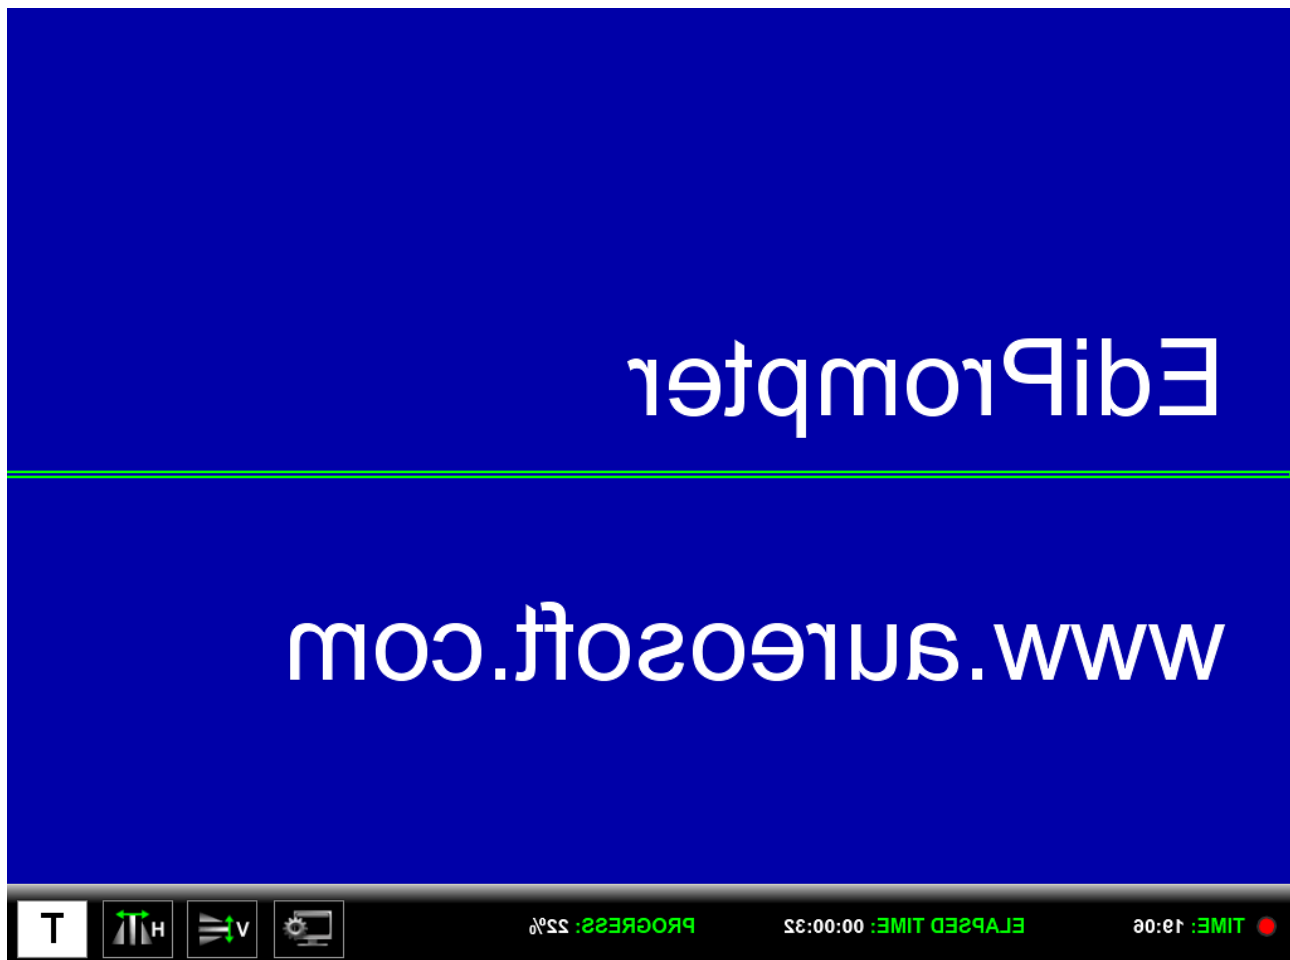 EdiPrompter
www.aureosoft.com
T H V PROGRESS: 22% ELAPSED TIME: 00:00:32 TIME: 19:06